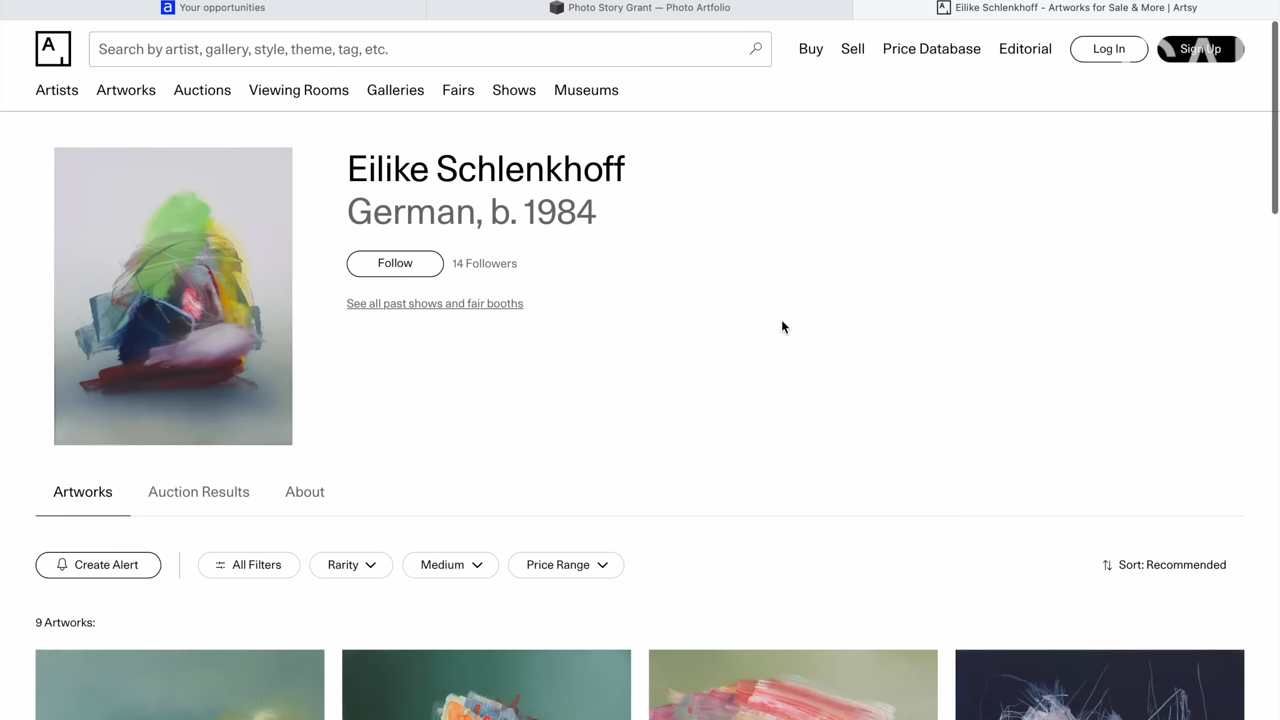 Your opportunities
Photo Story Grant — Photo Artfolio
Eilike Schlenkhoff - Artworks for Sale & More | Artsy
Search by artist, gallery, style, theme, tag, etc.
Buy
Sell
Price Database
Editorial
Log In
Sign Up
Artists
Artworks
Auctions
Viewing Rooms
Galleries
Fairs
Shows
Museums
Eilike Schlenkhoff
German, b. 1984
Follow
14 Followers
See all past shows and fair booths
Artworks
Auction Results
About
Create Alert
All Filters
Rarity
Medium
Price Range
Sort: Recommended
9 Artworks: